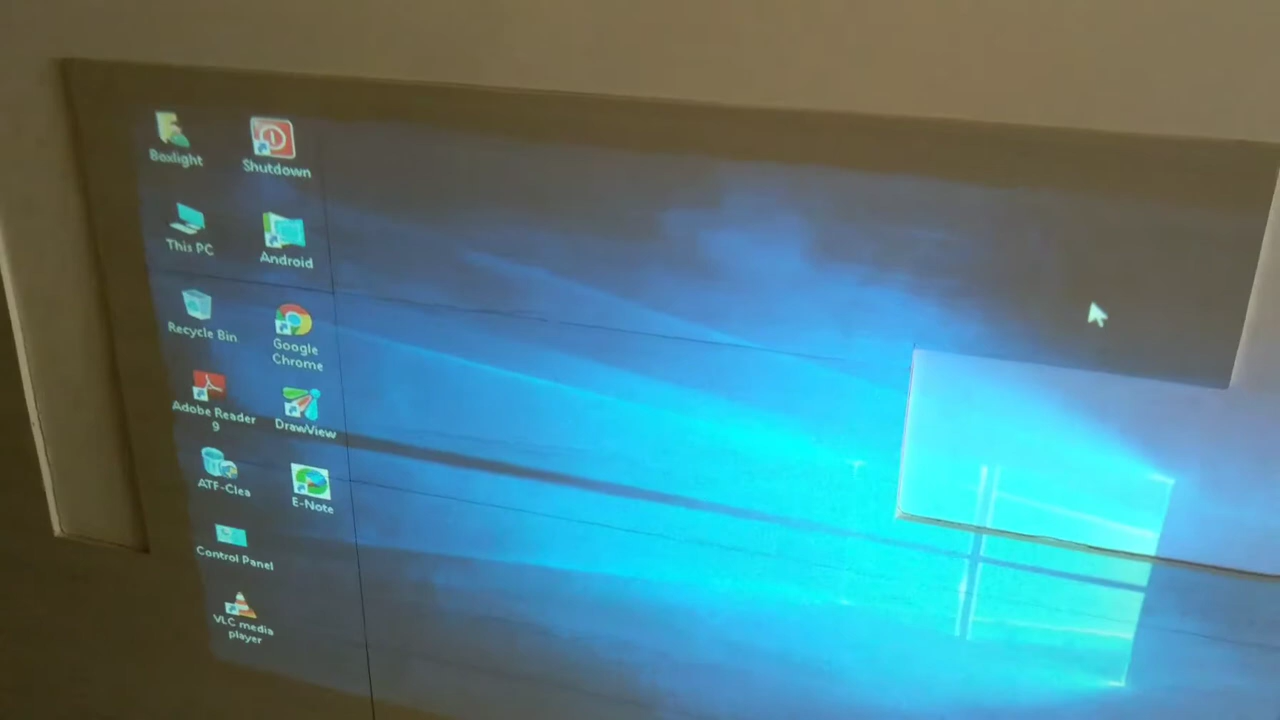 Boxlight
Shutdown
This PC
Android
Recycle Bin
Google
Chrome
Adobe Reader
9
DrawView
ATF-Clea
E-Note
Control Panel
VLC media
player